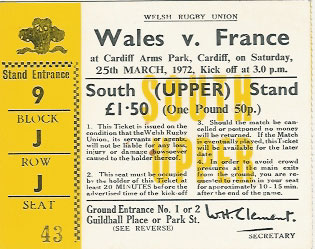 WELSH RUGBY UNION
Wales v. France
at Cardiff Arms Park, Cardiff, on Saturday,
25th MARCH, 1972, Kick off at 3.0 p.m.
Stand Entrance
9
BLOCK
J
ROW
J
SEAT
43
South (UPPER) Stand
£1·50 (One Pound 50p.)
SOUTH
1. This Ticket is issued on the
condition that the Welsh Rugby
Union, its servants or agents
will not be liable for any loss,
injury or damage however
caused to the holder thereof.
2. This seat must be occupied
by the holder of this Ticket at
least 20 MINUTES before the
advertised time of kick-off.
3. Should the match be cancelled
or postponed no money
will be returned. If the Match
is eventually played, this Ticket
will be available for the later
date.
4. In order to avoid crowd
pressures at the main exits
from the ground, you are requested
to remain in your seat
for approximately 10 - 15 min.
after the end of the game.
Ground Entrance No. 1 or 2
Guildhall Place or Park St.
(SEE REVERSE)
W.H. Clement.
SECRETARY